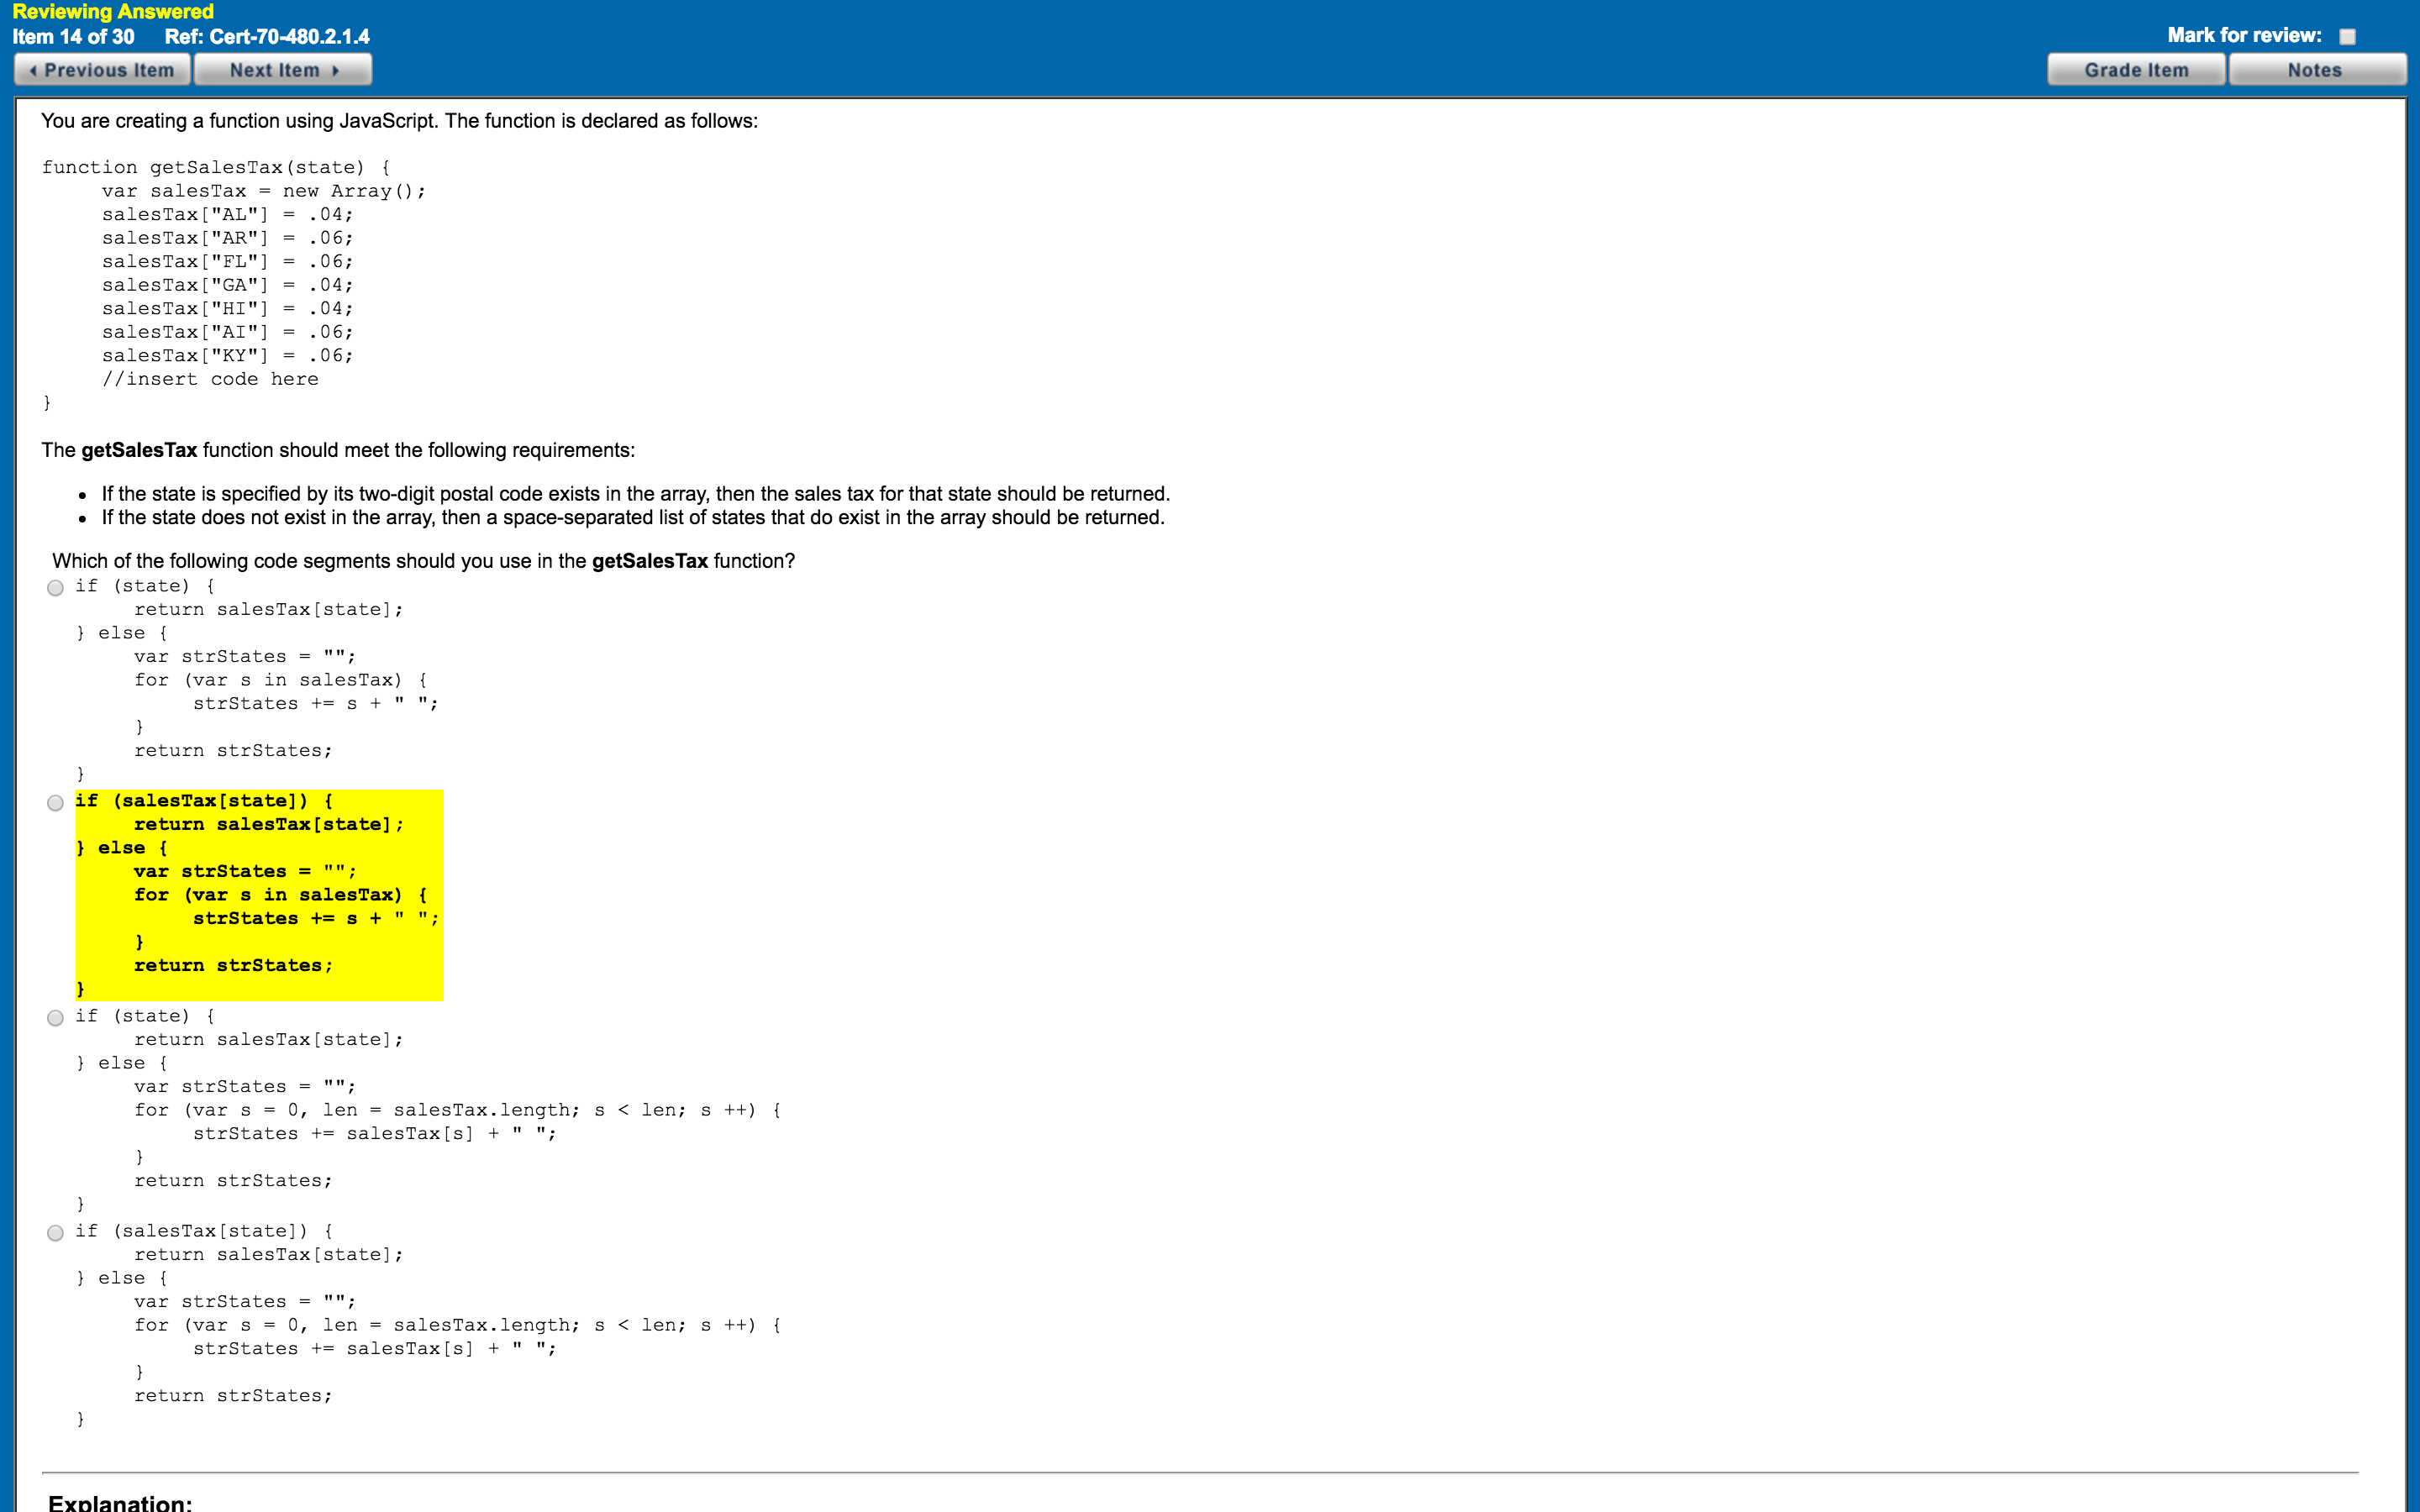 Reviewing Answered
Item 14 of 30 Ref: Cert-70-480.2.1.4
Mark for review:
Previous Item Next Item Grade Item Notes
You are creating a function using JavaScript. The function is declared as follows:
function getSalesTax(state) {
var salesTax = new Array();
salesTax["AL"] = .04;
salesTax["AR"] = .06;
salesTax["FL"] = .06;
salesTax["GA"] = .04;
salesTax["HI"] = .04;
salesTax["AI"] = .06;
salesTax["KY"] = .06;
//insert code here
}
The getSalesTax function should meet the following requirements:
• If the state is specified by its two-digit postal code exists in the array, then the sales tax for that state should be returned.
• If the state does not exist in the array, then a space-separated list of states that do exist in the array should be returned.
Which of the following code segments should you use in the getSalesTax function?
if (state) {
return salesTax[state];
} else {
var strStates = "";
for (var s in salesTax) {
strStates += s + " ";
}
return strStates;
}
if (salesTax[state]) {
return salesTax[state];
} else {
var strStates = "";
for (var s in salesTax) {
strStates += s + " ";
}
return strStates;
}
if (state) {
return salesTax[state];
} else {
var strStates = "";
for (var s = 0, len = salesTax.length; s < len; s ++) {
strStates += salesTax[s] + " ";
}
return strStates;
}
if (salesTax[state]) {
return salesTax[state];
} else {
var strStates = "";
for (var s = 0, len = salesTax.length; s < len; s ++) {
strStates += salesTax[s] + " ";
}
return strStates;
}
Explanation: